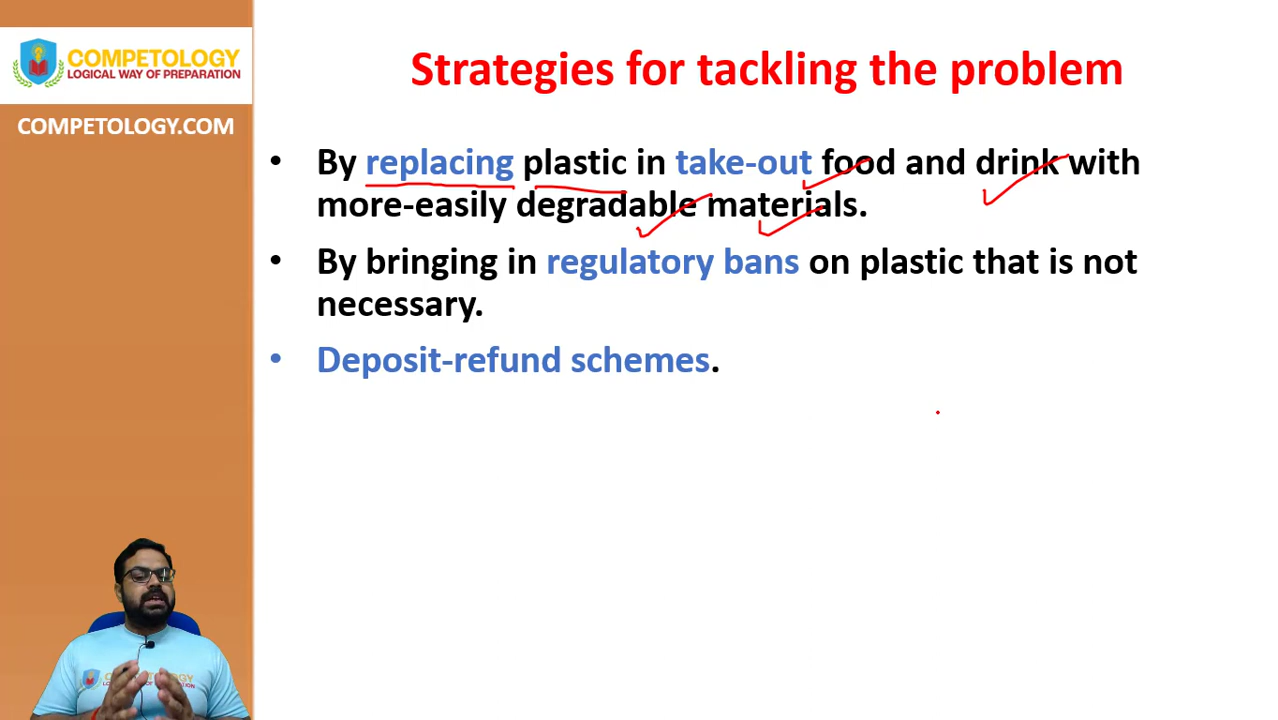 COMPETOLOGY
LOGICAL WAY OF PREPARATION
COMPETOLOGY.COM
Strategies for tackling the problem
• By replacing plastic in take-out food and drink with
more-easily degradable materials.
• By bringing in regulatory bans on plastic that is not
necessary.
• Deposit-refund schemes.
COMPETOLOGY